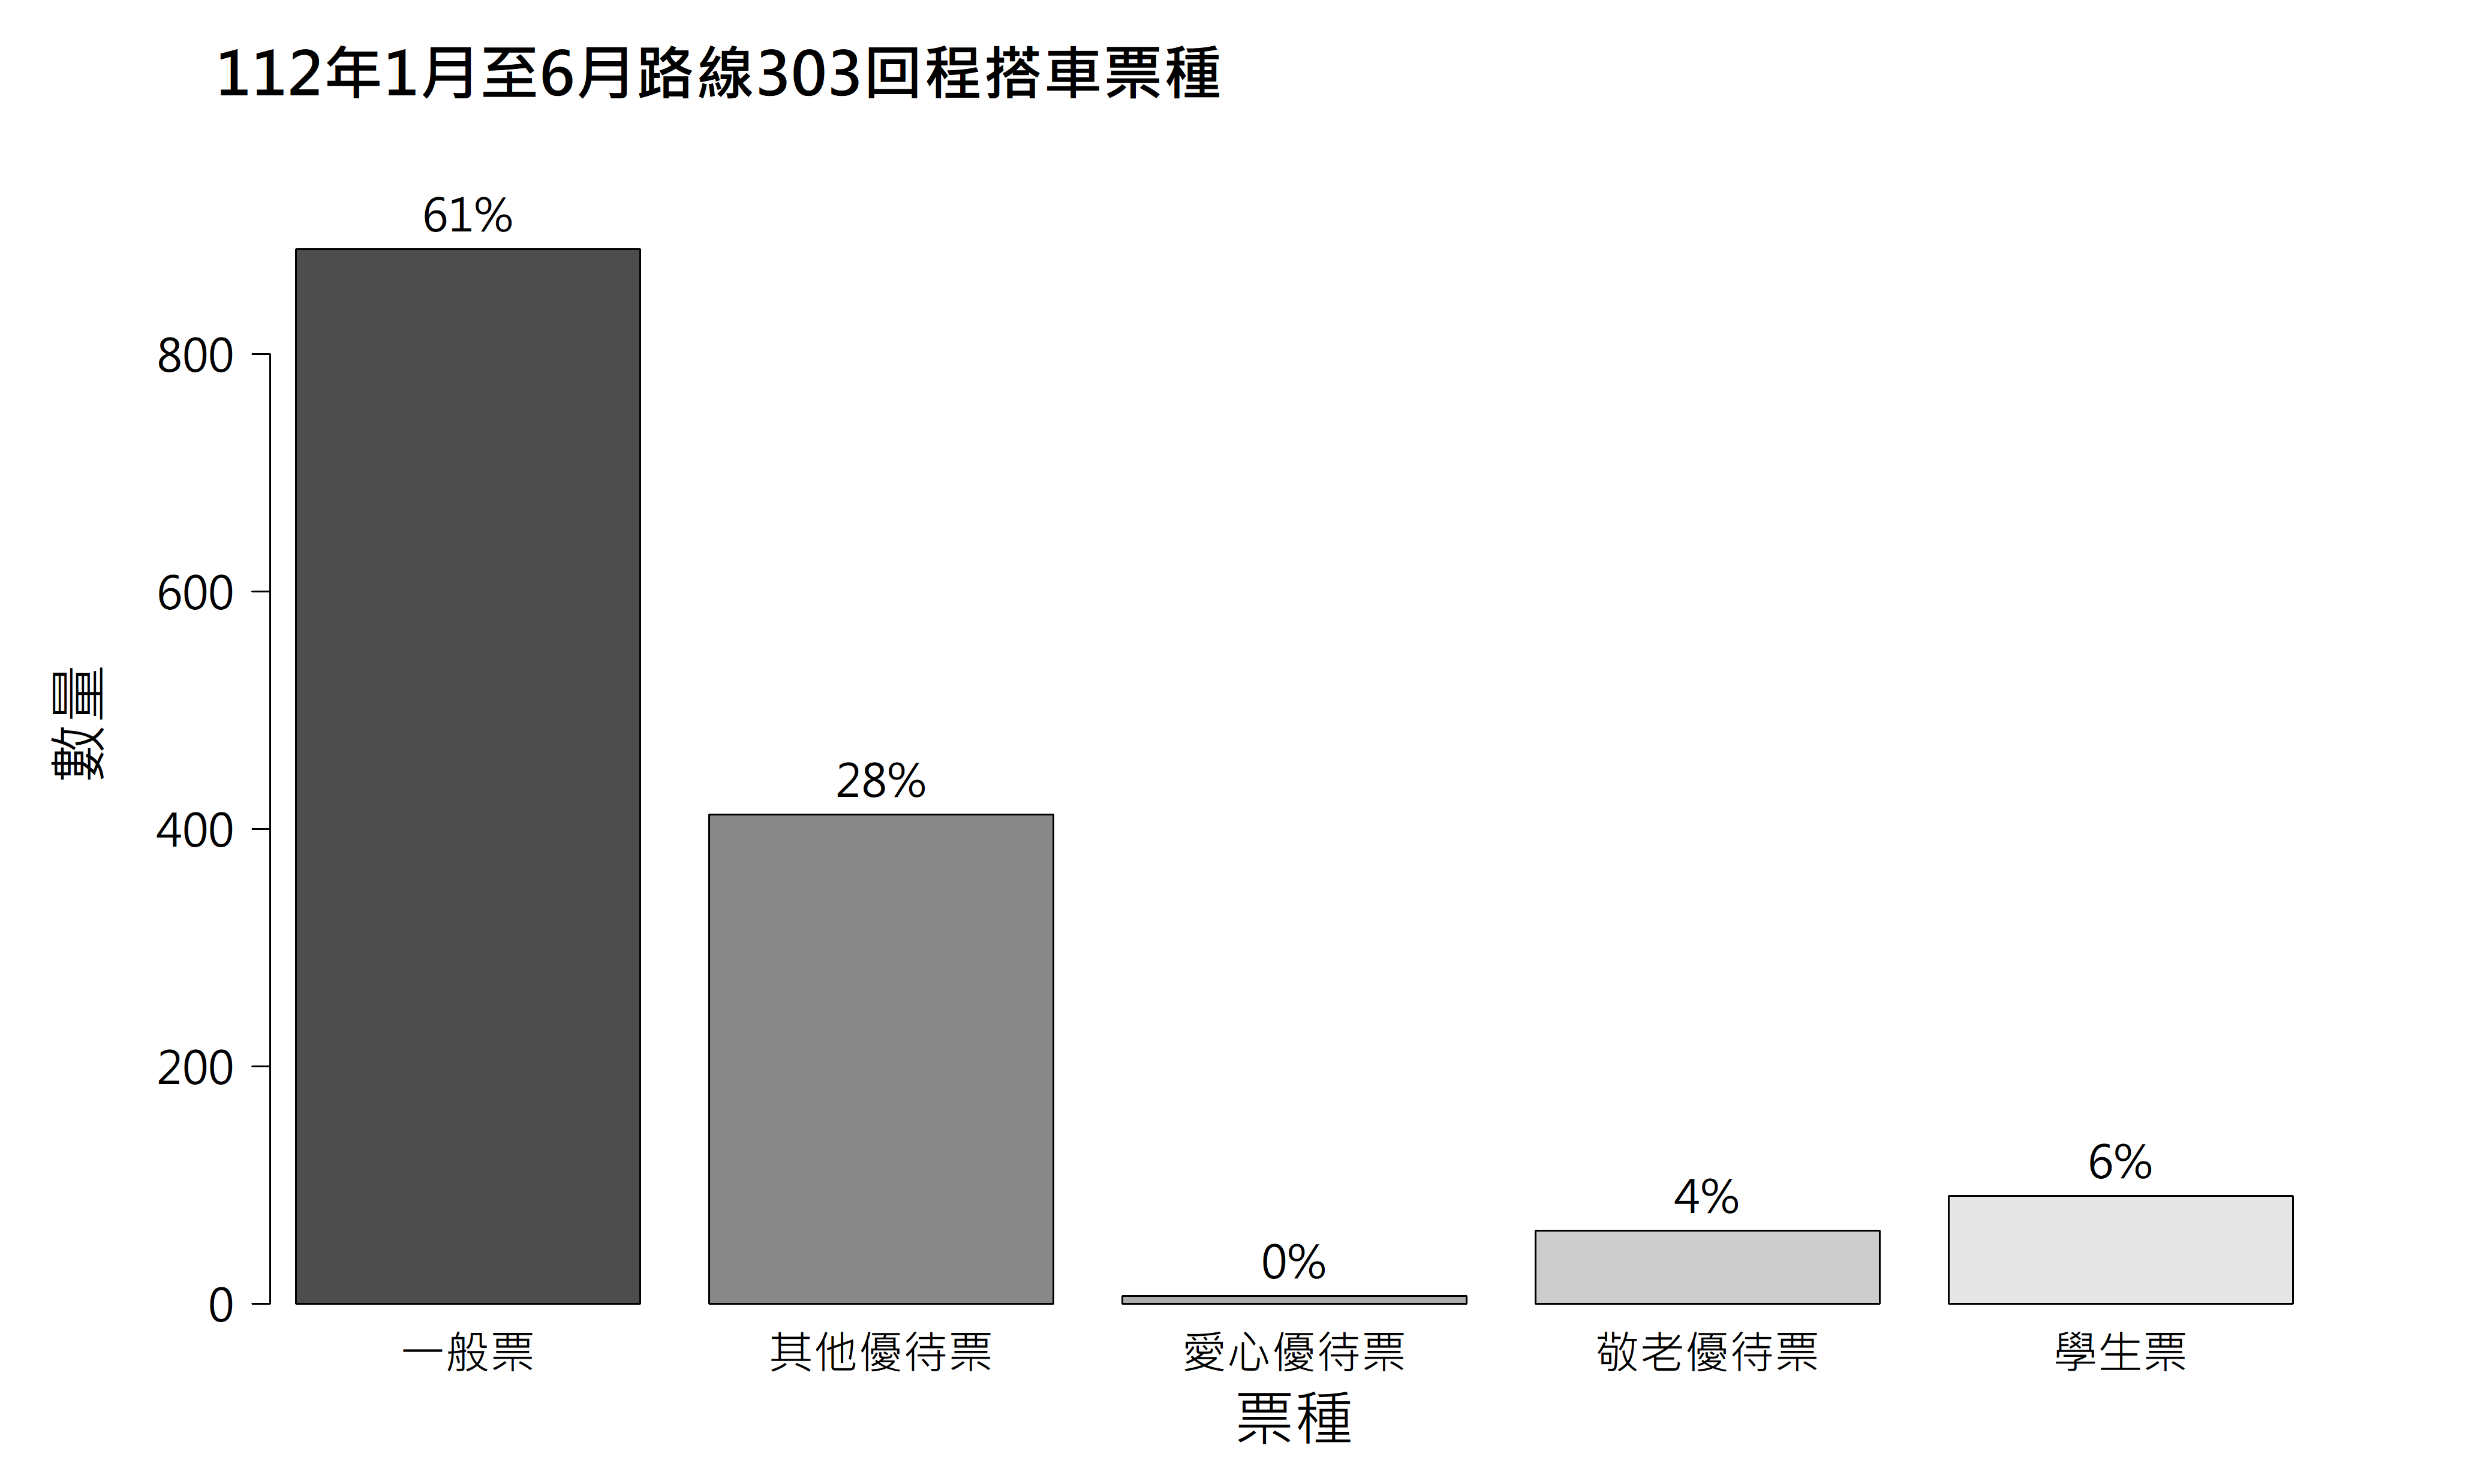 112年1月至6月路線303回程搭車票種
61%
800
600
數量
28%
400
200
6%
4%
0%
0
一般票 其他優待票 愛心優待票 敬老優待票 學生票
票種